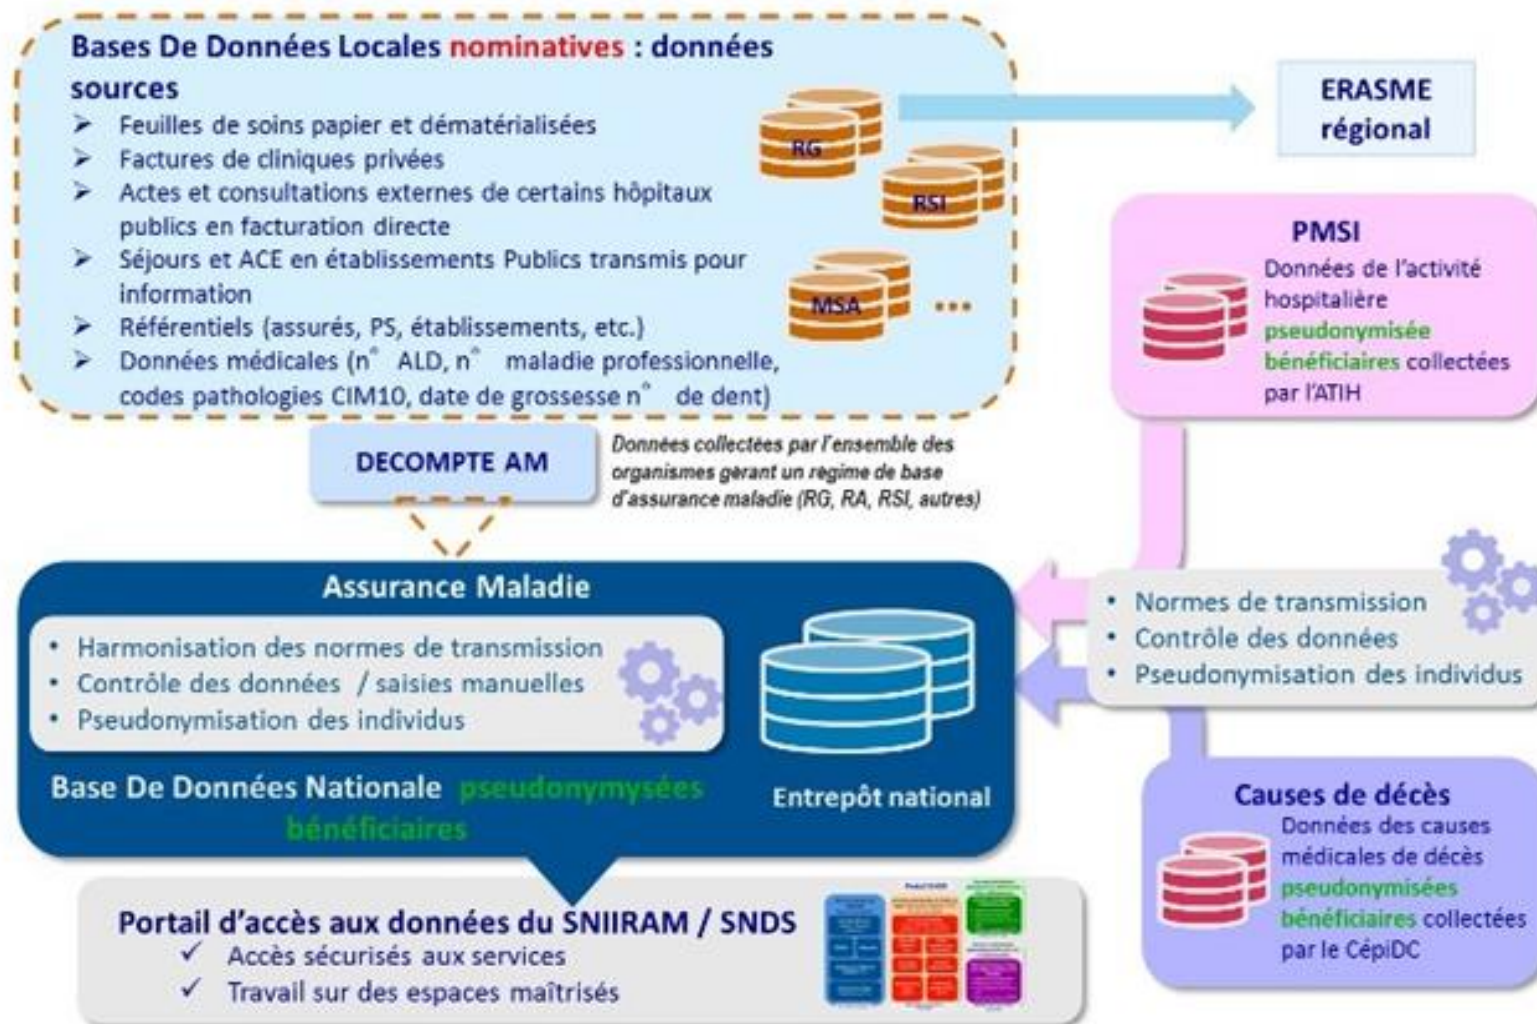 Bases De Données Locales nominatives : données
sources
➢ Feuilles de soins papier et dématérialisées
➢ Factures de cliniques privées
➢ Actes et consultations externes de certains hôpitaux
publics en facturation directe
➢ Séjours et ACE en établissements Publics transmis pour
information
➢ Référentiels (assurés, PS, établissements, etc.)
➢ Données médicales (n° ALD, n° maladie professionnelle,
codes pathologies CIM10, date de grossesse n° de dent)
RG
RSI
MSA
...
ERASME
régional
PMSI
Données de l'activité
hospitalière
pseudonymisée
bénéficiaires collectées
par l'ATIH
DECOMPTE AM
Données collectées par l'ensemble des
organismes gérant un régime de base
d'assurance maladie (RG, RA, RSI, autres)
Assurance Maladie
• Harmonisation des normes de transmission
• Contrôle des données / saisies manuelles
• Pseudonymisation des individus
Base De Données Nationale pseudonymysées
bénéficiaires
Entrepôt national
• Normes de transmission
• Contrôle des données
• Pseudonymisation des individus
Causes de décès
Données des causes
médicales de décès
pseudonymisées
bénéficiaires collectées
par le CépiDC
Portail d'accès aux données du SNIIRAM / SNDS
✓ Accès sécurisés aux services
✓ Travail sur des espaces maîtrisés